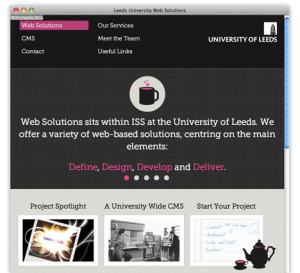 Leeds University Web Solutions
Web Solutions
Our Services
CMS
Meet the Team
Contact
Useful Links
UNIVERSITY OF LEEDS
Web Solutions sits within ISS at the University of Leeds. We
offer a variety of web-based solutions, centring on the main
elements:
Define, Design, Develop and Deliver.
Project Spotlight
A University Wide CMS
Start Your Project